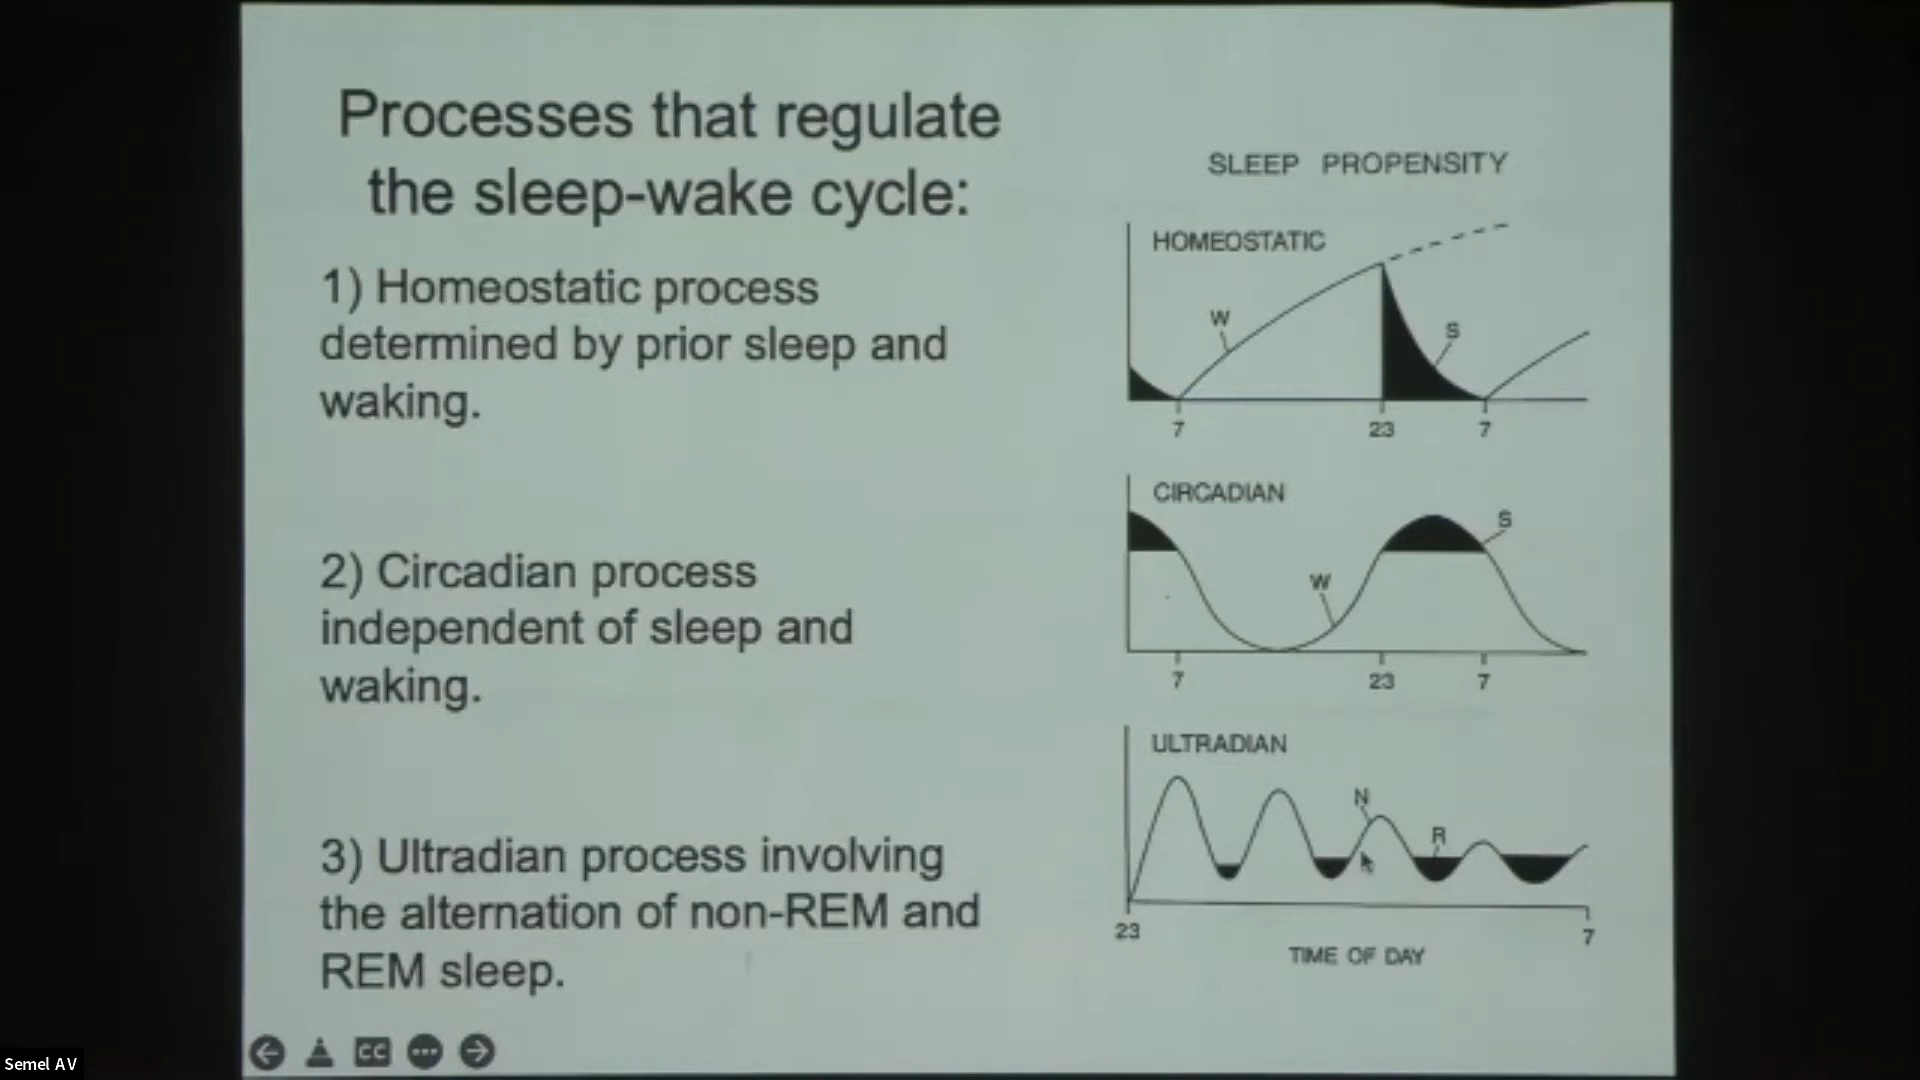 Processes that regulate
the sleep-wake cycle:
1) Homeostatic process
determined by prior sleep and
waking.
2) Circadian process
independent of sleep and
waking.
3) Ultradian process involving
the alternation of non-REM and
REM sleep.
SLEEP PROPENSITY
HOMEOSTATIC
W
S
7
23
7
CIRCADIAN
S
W
7
23
7
ULTRADIAN
N
R
23
7
TIME OF DAY
CC
Semel AV